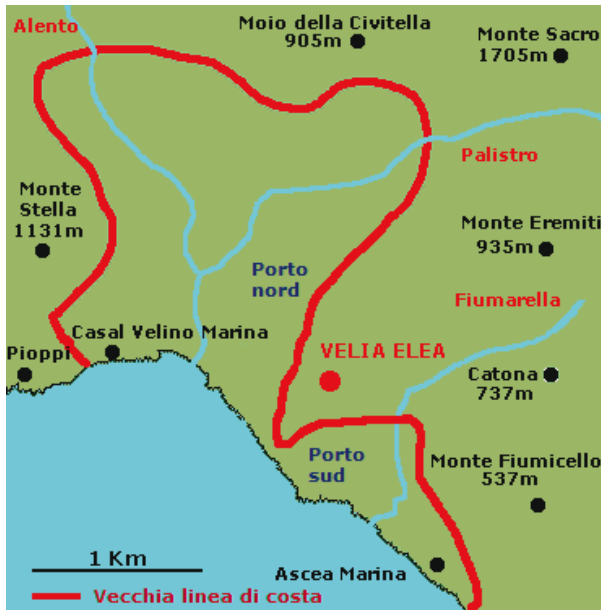 Alento
Moio della Civitella
905m
Monte Sacro
1705m
Palistro
Monte
Stella
1131m
Monte Eremiti
935m
Porto
nord
Fiumarella
Casal Velino Marina
Pioppi
VELIA ELEA
Catona
737m
Porto
sud
Monte Fiumicello
537m
1 Km
Ascea Marina
Vecchia linea di costa